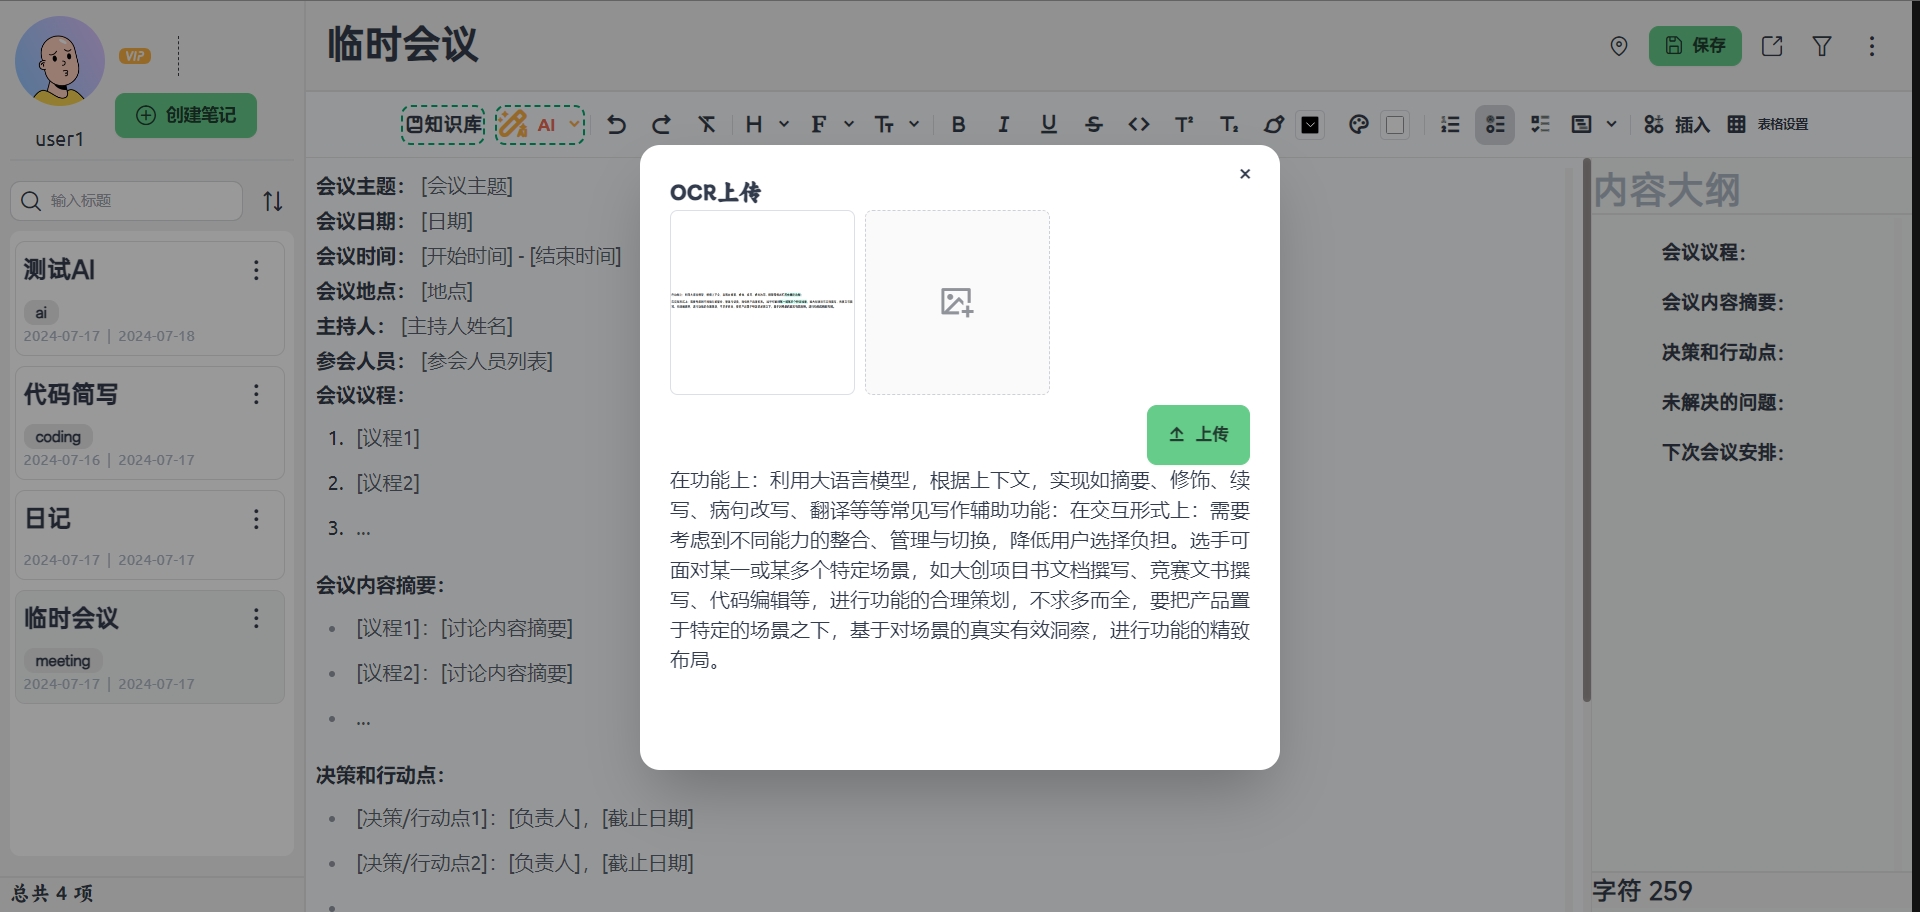 VIP
创建笔记
user1
输入标题
测试AI
ai
2024-07-17 | 2024-07-18
代码简写
coding
2024-07-16 | 2024-07-17
日记
2024-07-17 | 2024-07-17
临时会议
meeting
2024-07-17 | 2024-07-17
总共 4 项
临时会议
保存
知识库
AI
插入
表格设置
会议主题： [会议主题]
会议日期： [日期]
会议时间： [开始时间] - [结束时间]
会议地点： [地点]
主持人： [主持人姓名]
参会人员： [参会人员列表]
会议议程：
1. [议程1]
2. [议程2]
3. ...
会议内容摘要：
• [议程1]：[讨论内容摘要]
• [议程2]：[讨论内容摘要]
• ...
决策和行动点：
• [决策/行动点1]：[负责人]，[截止日期]
• [决策/行动点2]：[负责人]，[截止日期]
OCR上传
上传
在功能上：利用大语言模型，根据上下文，实现如摘要、修饰、续
写、病句改写、翻译等等常见写作辅助功能：在交互形式上：需要
考虑到不同能力的整合、管理与切换，降低用户选择负担。选手可
面对某一或某多个特定场景，如大创项目书文档撰写、竞赛文书撰
写、代码编辑等，进行功能的合理策划，不求多而全，要把产品置
于特定的场景之下，基于对场景的真实有效洞察，进行功能的精致
布局。
内容大纲
会议议程：
会议内容摘要：
决策和行动点：
未解决的问题：
下次会议安排：
字符 259